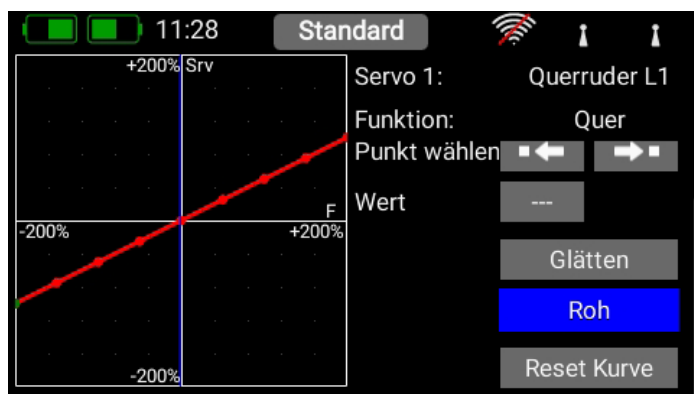 11:28 Standard
+200% Srv
Servo 1: Querruder L1
Funktion: Quer
Punkt wählen
F
Wert ---
-200% +200%
Glätten
Roh
-200%
Reset Kurve